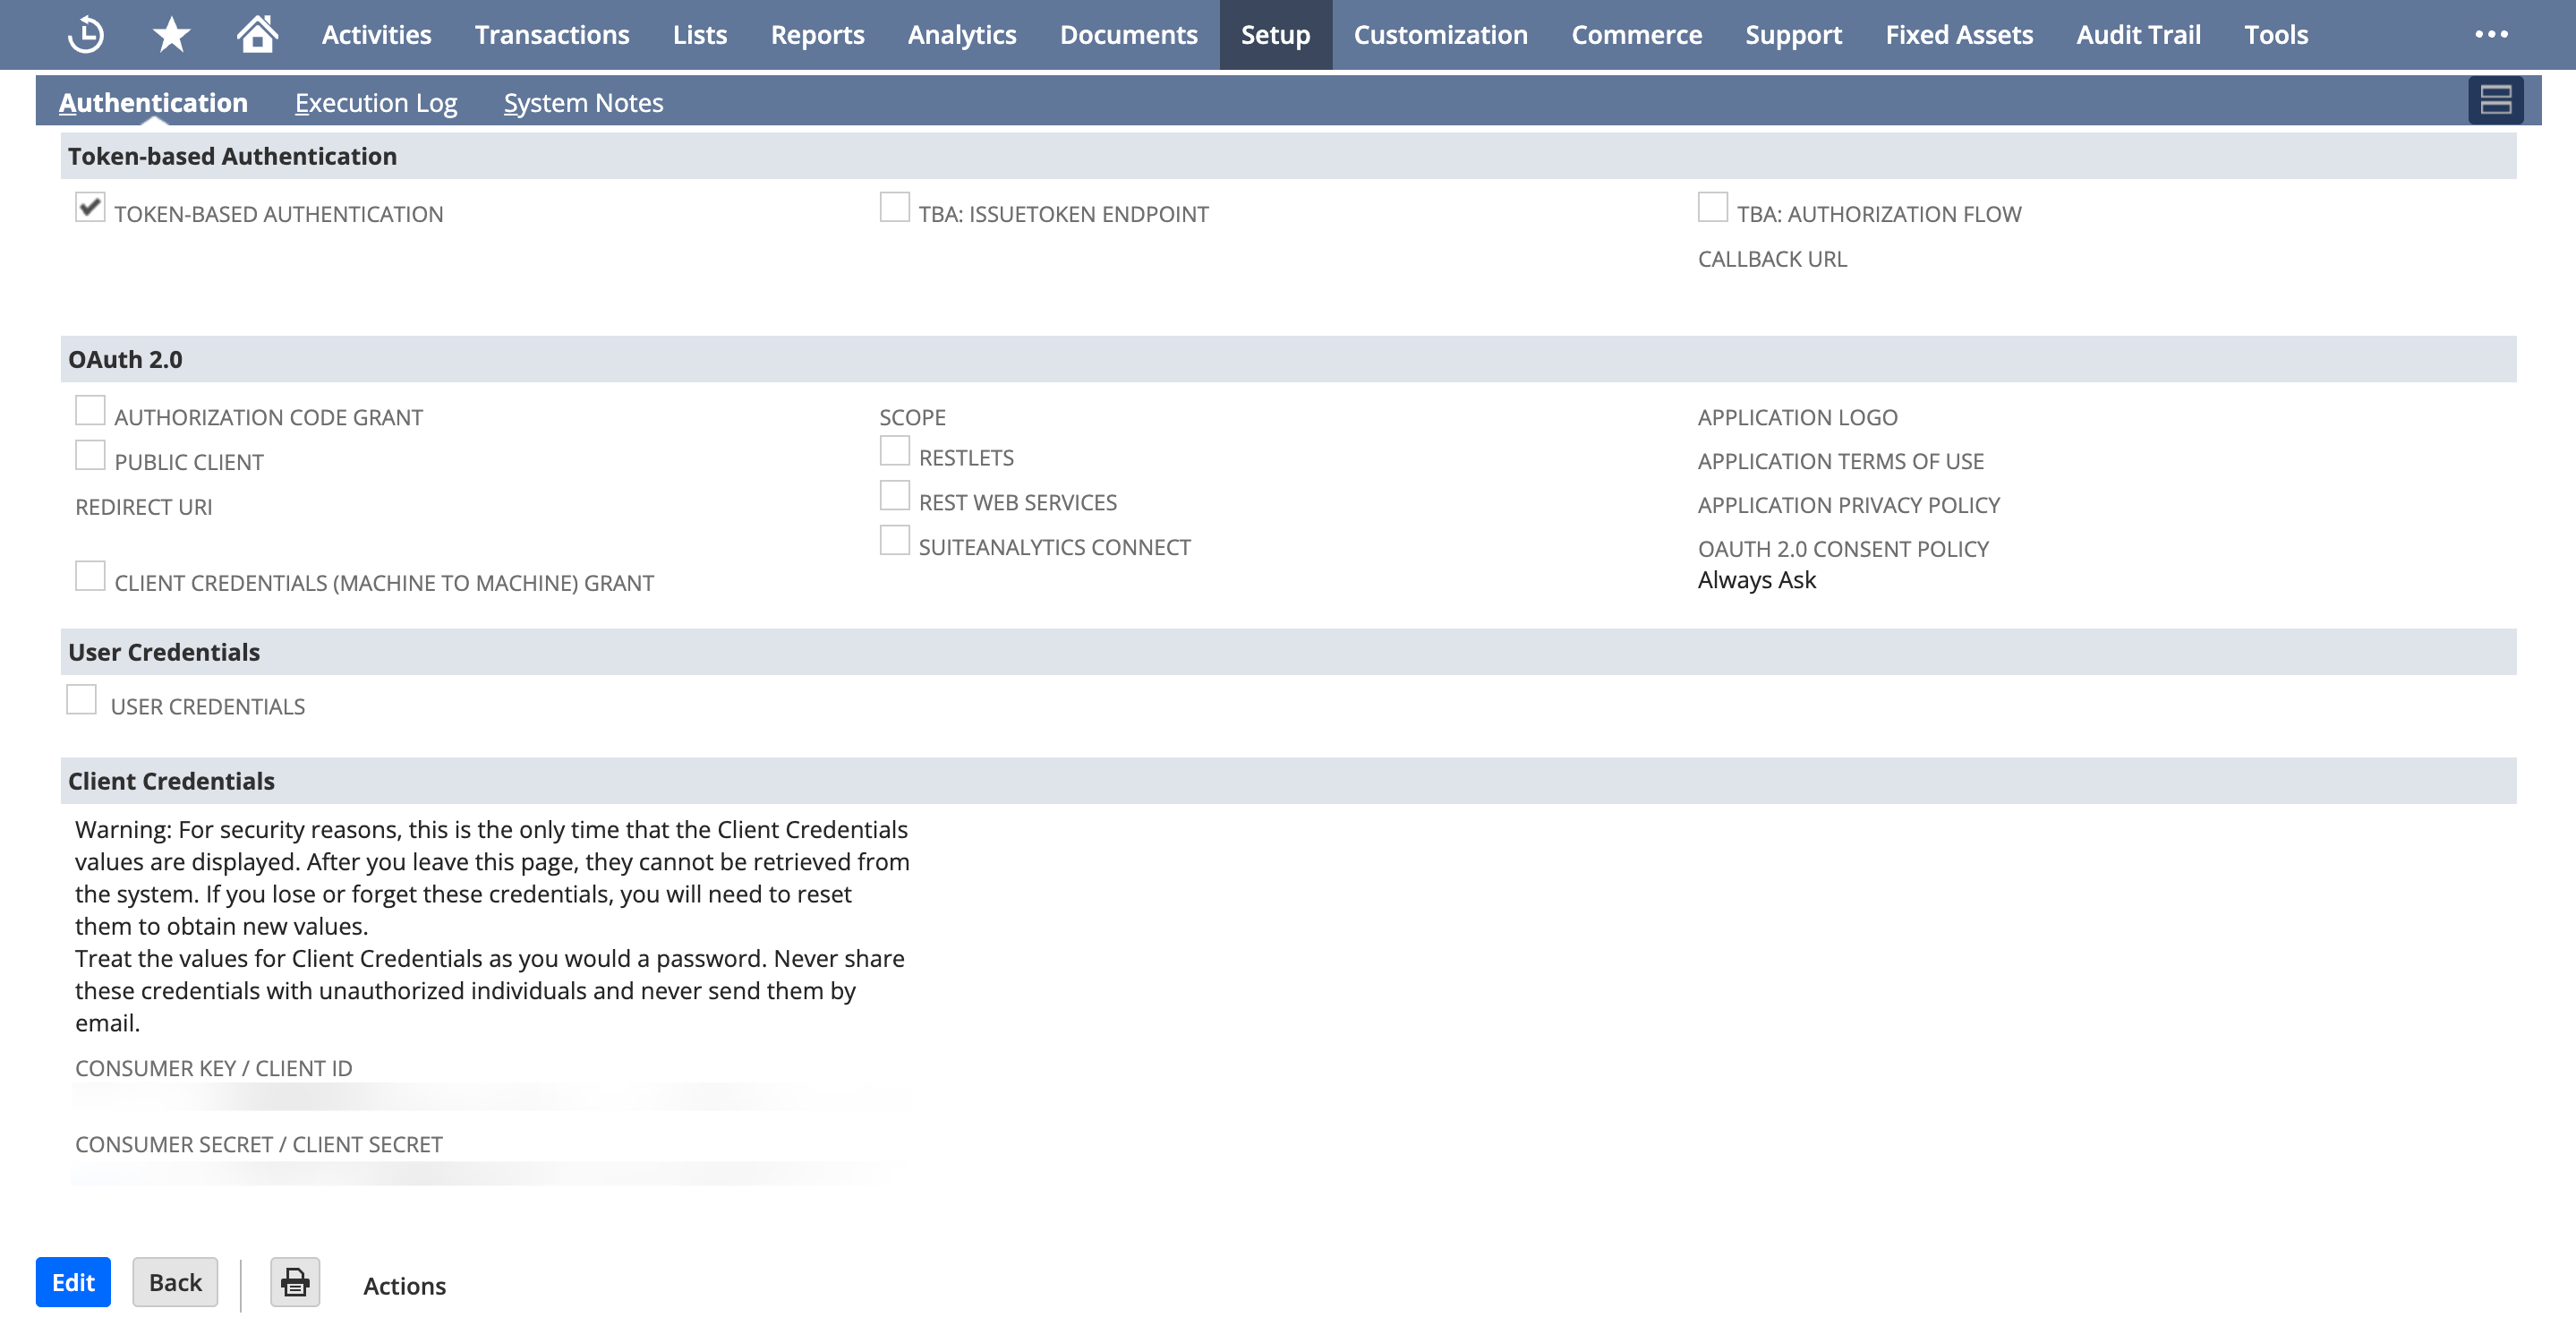 Activities Transactions Lists Reports Analytics Documents Setup Customization Commerce Support Fixed Assets Audit Trail Tools
Authentication Execution Log System Notes
Token-based Authentication
TOKEN-BASED AUTHENTICATION TBA: ISSUETOKEN ENDPOINT TBA: AUTHORIZATION FLOW
CALLBACK URL
OAuth 2.0
AUTHORIZATION CODE GRANT
PUBLIC CLIENT
REDIRECT URI
CLIENT CREDENTIALS (MACHINE TO MACHINE) GRANT
SCOPE
RESTLETS
REST WEB SERVICES
SUITEANALYTICS CONNECT
APPLICATION LOGO
APPLICATION TERMS OF USE
APPLICATION PRIVACY POLICY
OAUTH 2.0 CONSENT POLICY
Always Ask
User Credentials
USER CREDENTIALS
Client Credentials
Warning: For security reasons, this is the only time that the Client Credentials
values are displayed. After you leave this page, they cannot be retrieved from
the system. If you lose or forget these credentials, you will need to reset
them to obtain new values.
Treat the values for Client Credentials as you would a password. Never share
these credentials with unauthorized individuals and never send them by
email.
CONSUMER KEY / CLIENT ID
CONSUMER SECRET / CLIENT SECRET
Edit Back Actions